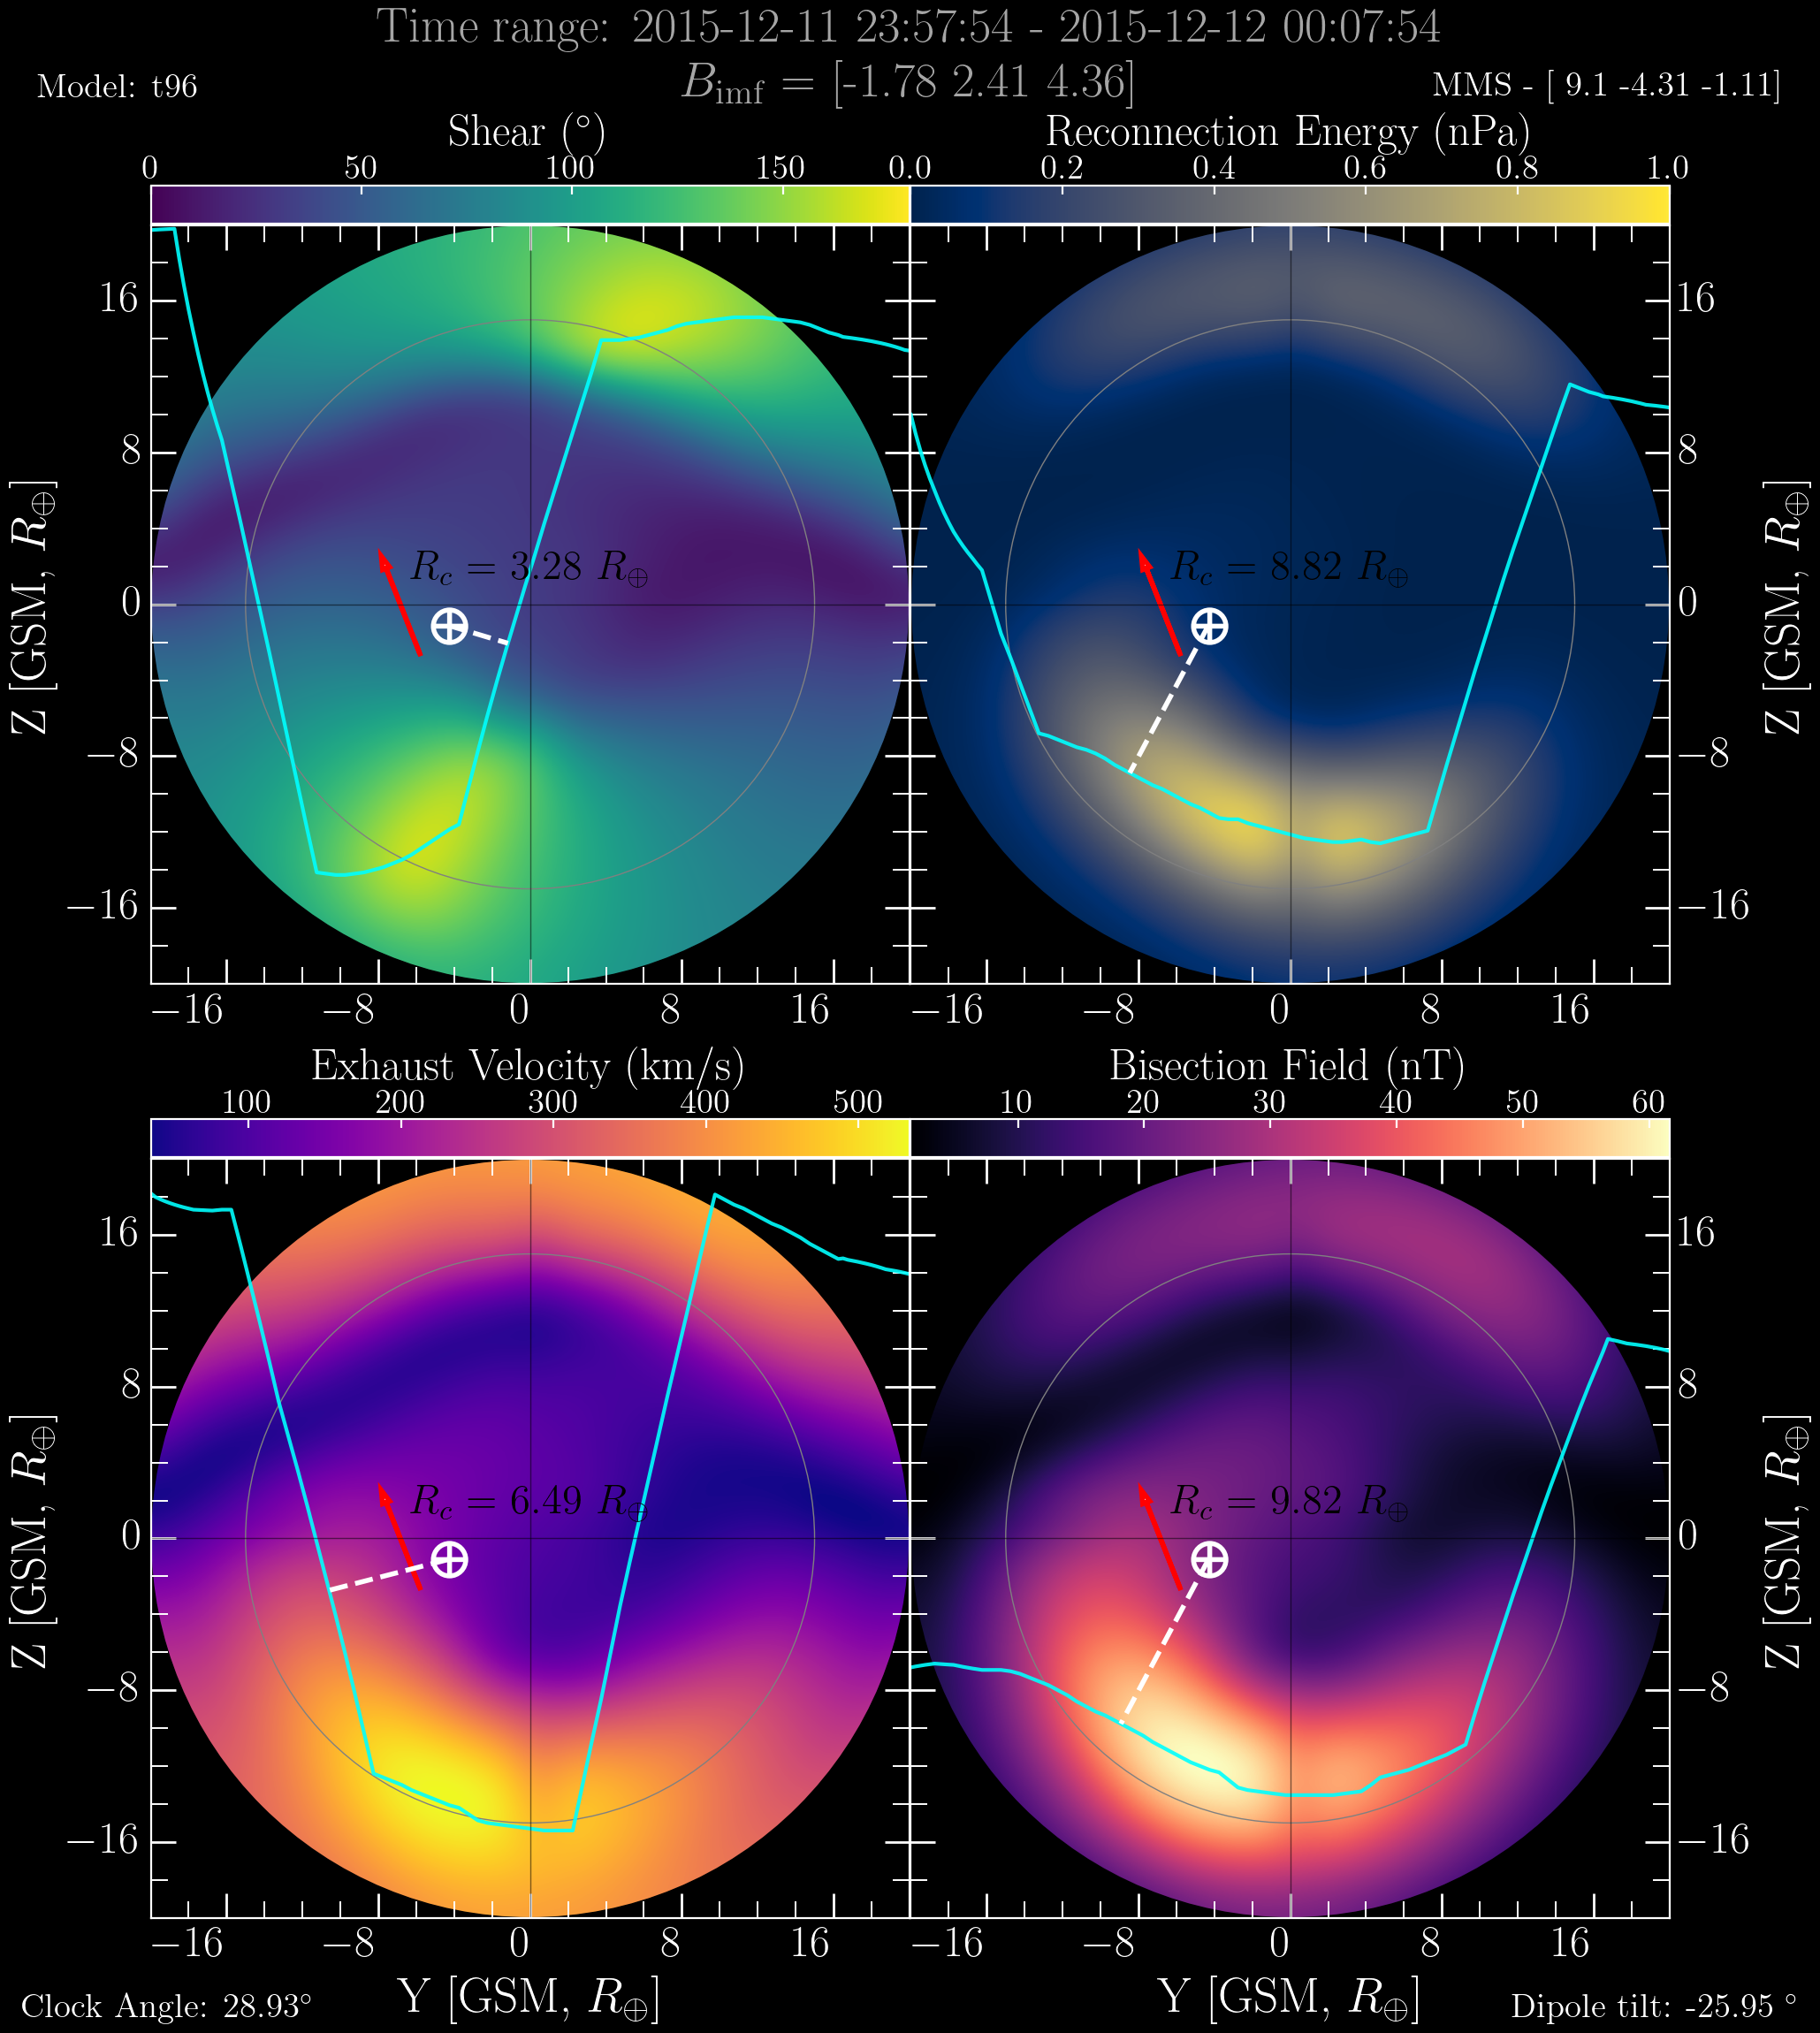 Time range: 2015-12-11 23:57:54 - 2015-12-12 00:07:54
Model: t96
B_imf = [-1.78 2.41 4.36]
MMS - [ 9.1 -4.31 -1.11]
Shear (°)
0 50 100 150
Reconnection Energy (nPa)
0.0 0.2 0.4 0.6 0.8 1.0
Z [GSM, R⊕]
16
8
0
−8
−16
R_c = 3.28 R⊕
−16 −8 0 8 16
R_c = 8.82 R⊕
16
8
0
−8
−16
Z [GSM, R⊕]
−16 −8 0 8 16
Exhaust Velocity (km/s)
100 200 300 400 500
Bisection Field (nT)
10 20 30 40 50 60
Z [GSM, R⊕]
16
8
0
−8
−16
R_c = 6.49 R⊕
−16 −8 0 8 16
Y [GSM, R⊕]
R_c = 9.82 R⊕
16
8
0
−8
−16
Z [GSM, R⊕]
−16 −8 0 8 16
Y [GSM, R⊕]
Clock Angle: 28.93°
Dipole tilt: -25.95 °